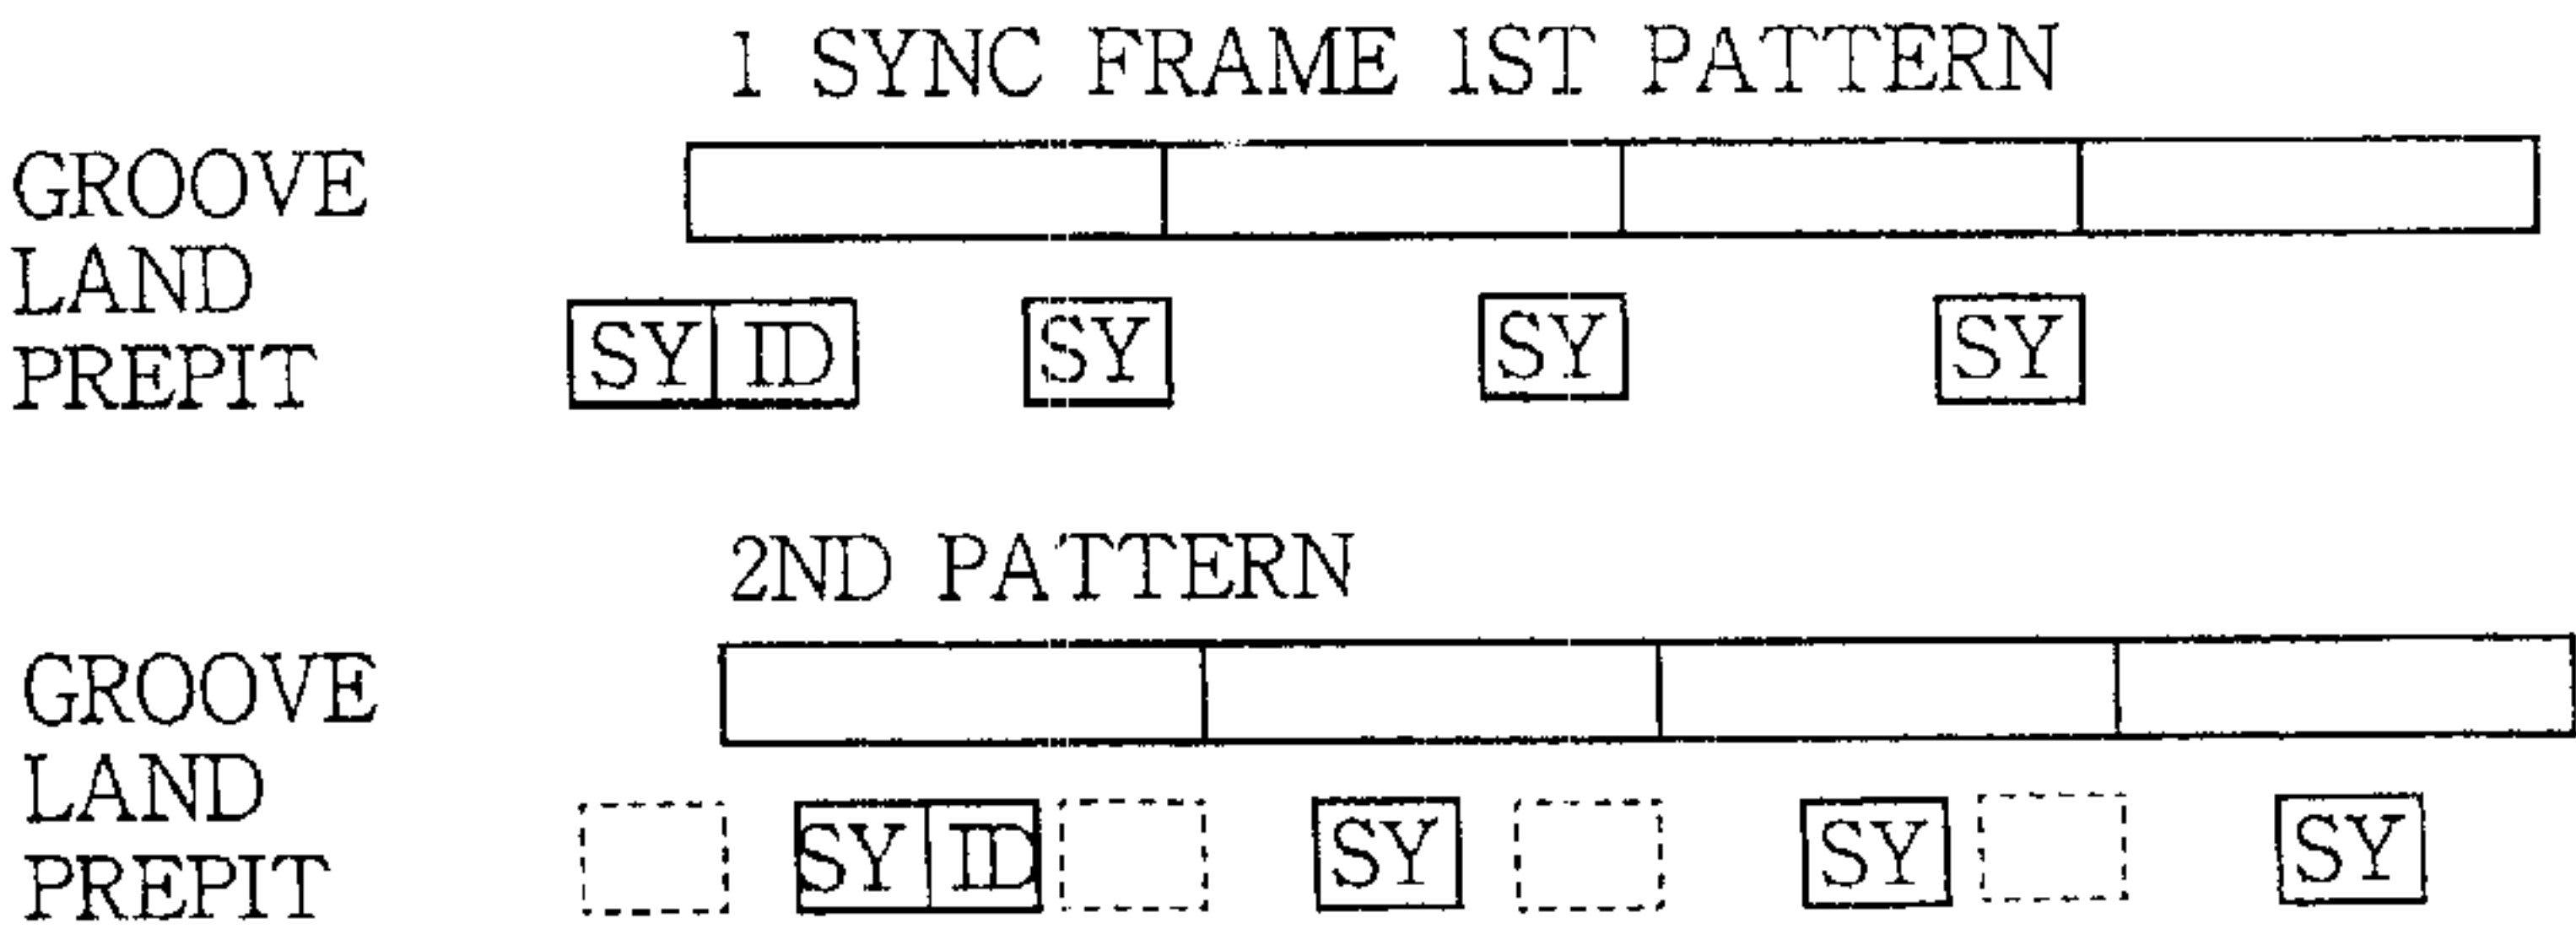 1 SYNC FRAME 1ST PATTERN
GROOVE
LAND
PREPIT
SY ID SY SY SY
2ND PATTERN
GROOVE
LAND
PREPIT
SY ID SY SY SY